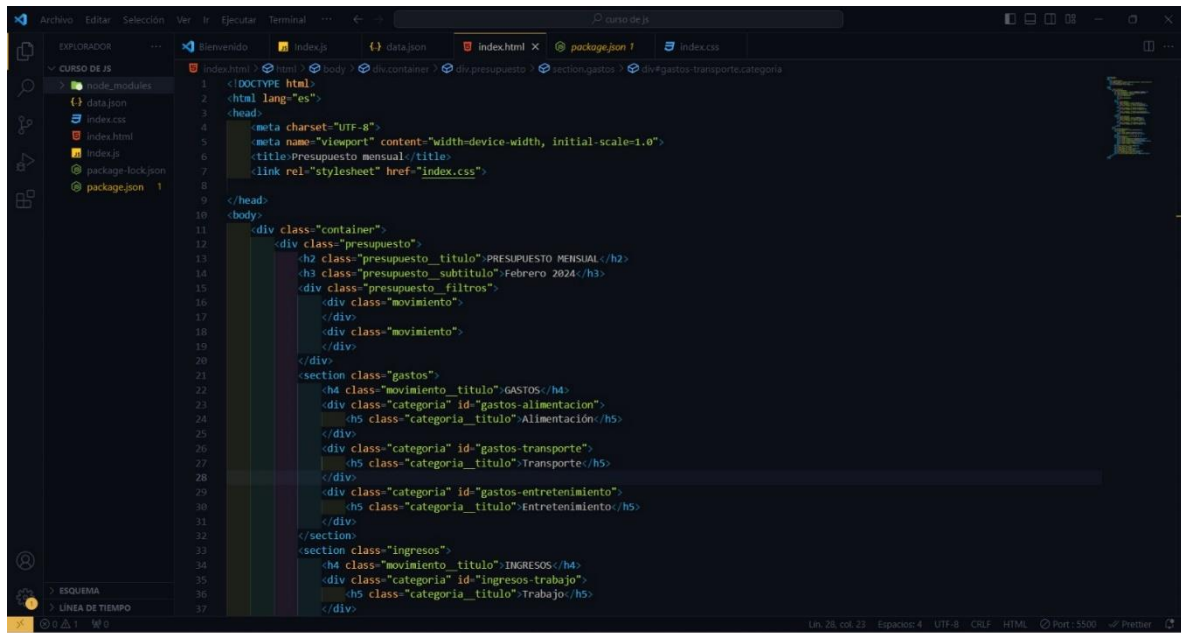 Archivo Editar Selección Ver Ir Ejecutar Terminal ··· curso de js
EXPLORADOR ···
CURSO DE JS
node_modules
{.} data.json
index.css
index.html
Index.js
package-lock.json
package.json 1
ESQUEMA
LÍNEA DE TIEMPO
Bienvenido Index.js {.} data.json index.html package.json 1 index.css
index.html > html > body > div.container > div.presupuesto > section.gastos > div#gastos-transporte.categoria
1 <!DOCTYPE html>
2 <html lang="es">
3 <head>
4 <meta charset="UTF-8">
5 <meta name="viewport" content="width=device-width, initial-scale=1.0">
6 <title>Presupuesto mensual</title>
7 <link rel="stylesheet" href="index.css">
8
9 </head>
10 <body>
11 <div class="container">
12 <div class="presupuesto">
13 <h2 class="presupuesto__titulo">PRESUPUESTO MENSUAL</h2>
14 <h3 class="presupuesto__subtitulo">Febrero 2024</h3>
15 <div class="presupuesto__filtros">
16 <div class="movimiento">
17 </div>
18 <div class="movimiento">
19 </div>
20 </div>
21 <section class="gastos">
22 <h4 class="movimiento__titulo">GASTOS</h4>
23 <div class="categoria" id="gastos-alimentacion">
24 <h5 class="categoria__titulo">Alimentación</h5>
25 </div>
26 <div class="categoria" id="gastos-transporte">
27 <h5 class="categoria__titulo">Transporte</h5>
28 </div>
29 <div class="categoria" id="gastos-entretenimiento">
30 <h5 class="categoria__titulo">Entretenimiento</h5>
31 </div>
32 </section>
33 <section class="ingresos">
34 <h4 class="movimiento__titulo">INGRESOS</h4>
35 <div class="categoria" id="ingresos-trabajo">
36 <h5 class="categoria__titulo">Trabajo</h5>
37 </div>
1
0 1 0 Lín. 28, col. 23 Espacios: 4 UTF-8 CRLF HTML Port : 5500 Prettier